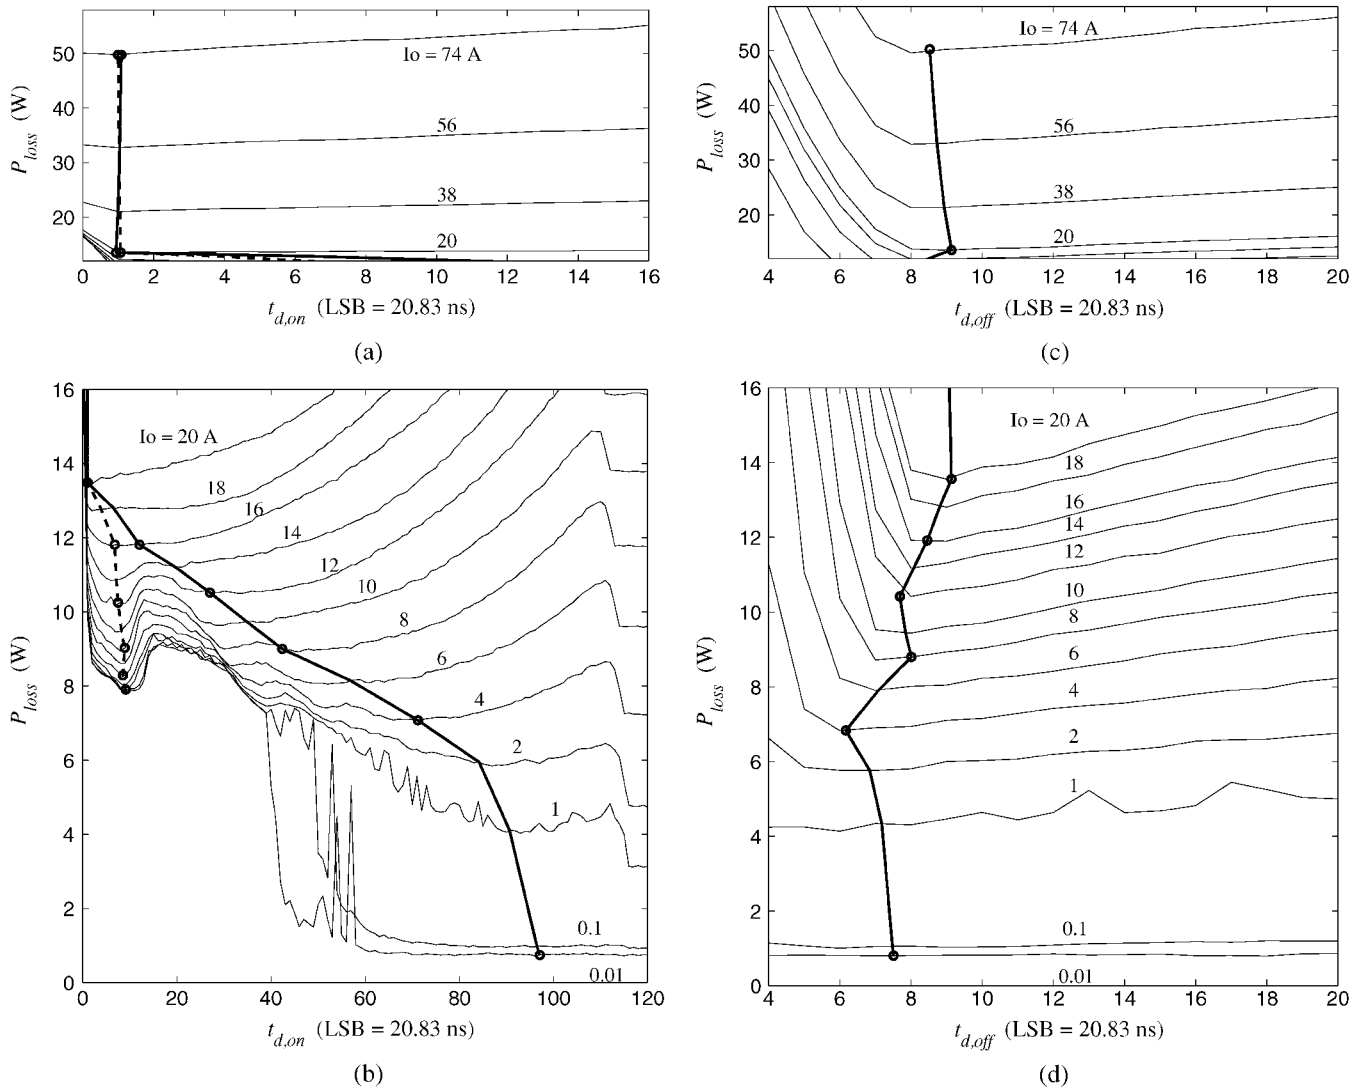 50
40
30
20
P_loss (W)
Io = 74 A
56
38
20
0 2 4 6 8 10 12 14 16
t_d,on (LSB = 20.83 ns)
(a)
50
40
30
20
P_loss (W)
Io = 74 A
56
38
20
4 6 8 10 12 14 16 18 20
t_d,off (LSB = 20.83 ns)
(c)
16
14
12
10
8
6
4
2
0
P_loss (W)
Io = 20 A
18
16
14
12
10
8
6
4
2
1
0.1
0.01
0 20 40 60 80 100 120
t_d,on (LSB = 20.83 ns)
(b)
16
14
12
10
8
6
4
2
0
P_loss (W)
Io = 20 A
18
16
14
12
10
8
6
4
2
1
0.1
0.01
4 6 8 10 12 14 16 18 20
t_d,off (LSB = 20.83 ns)
(d)